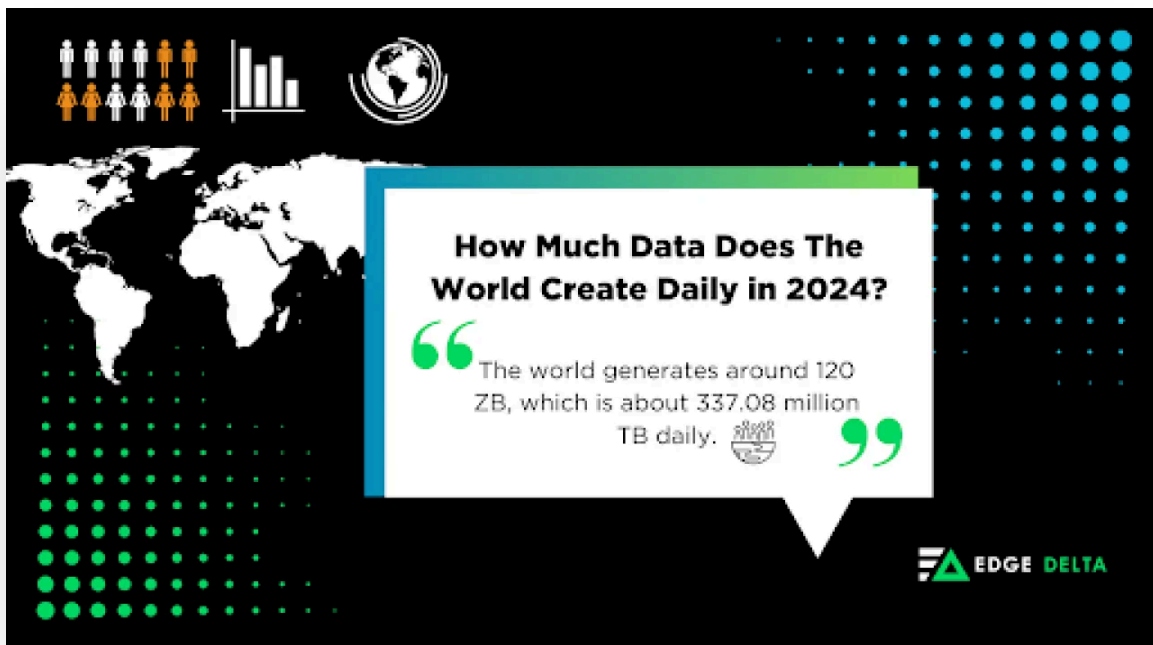 How Much Data Does The
World Create Daily in 2024?
The world generates around 120
ZB, which is about 337.08 million
TB daily.
EDGE DELTA